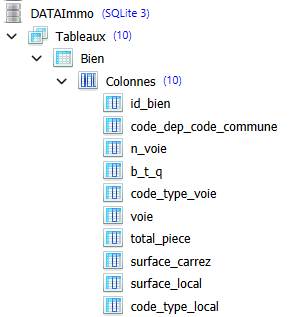 DATAImmo (SQLite 3)
Tableaux (10)
Bien
Colonnes (10)
id_bien
code_dep_code_commune
n_voie
b_t_q
code_type_voie
voie
total_piece
surface_carrez
surface_local
code_type_local